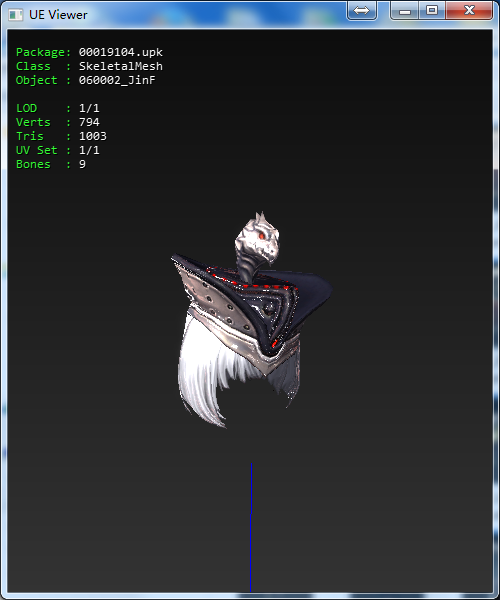 UE Viewer
Package: 00019104.upk
Class : SkeletalMesh
Object : 060002_JinF
LOD : 1/1
Verts : 794
Tris : 1003
UV Set : 1/1
Bones : 9